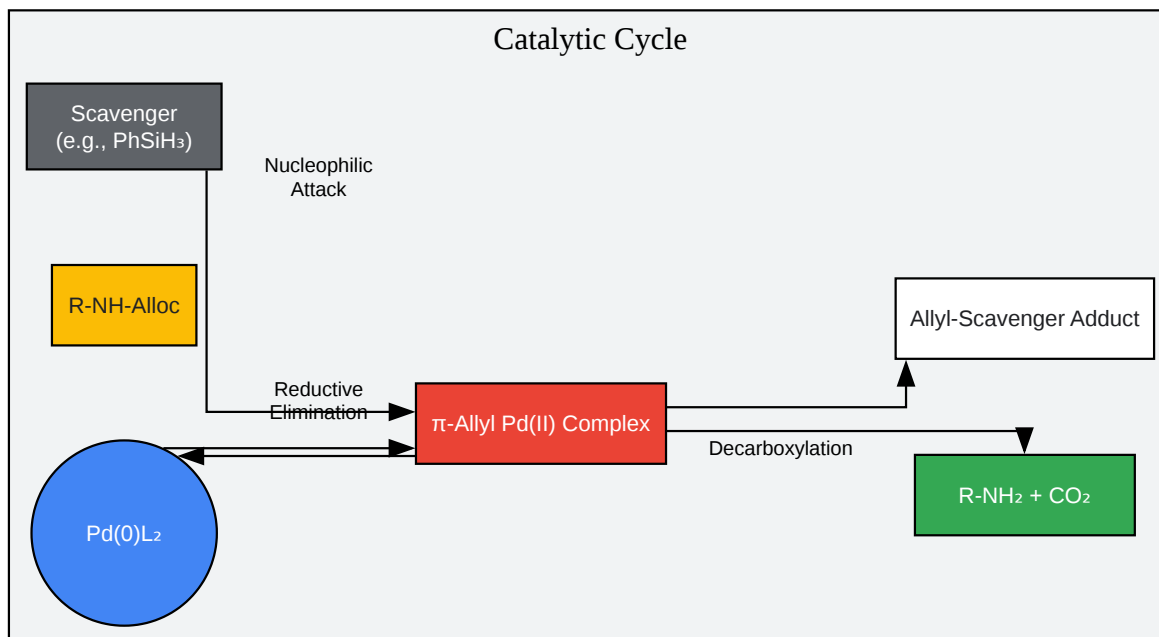 Catalytic Cycle
Scavenger
(e.g., PhSiH₃)
Nucleophilic
Attack
R-NH-Alloc
Allyl-Scavenger Adduct
Reductive
Elimination
π-Allyl Pd(II) Complex
Decarboxylation
R-NH₂ + CO₂
Pd(0)L₂